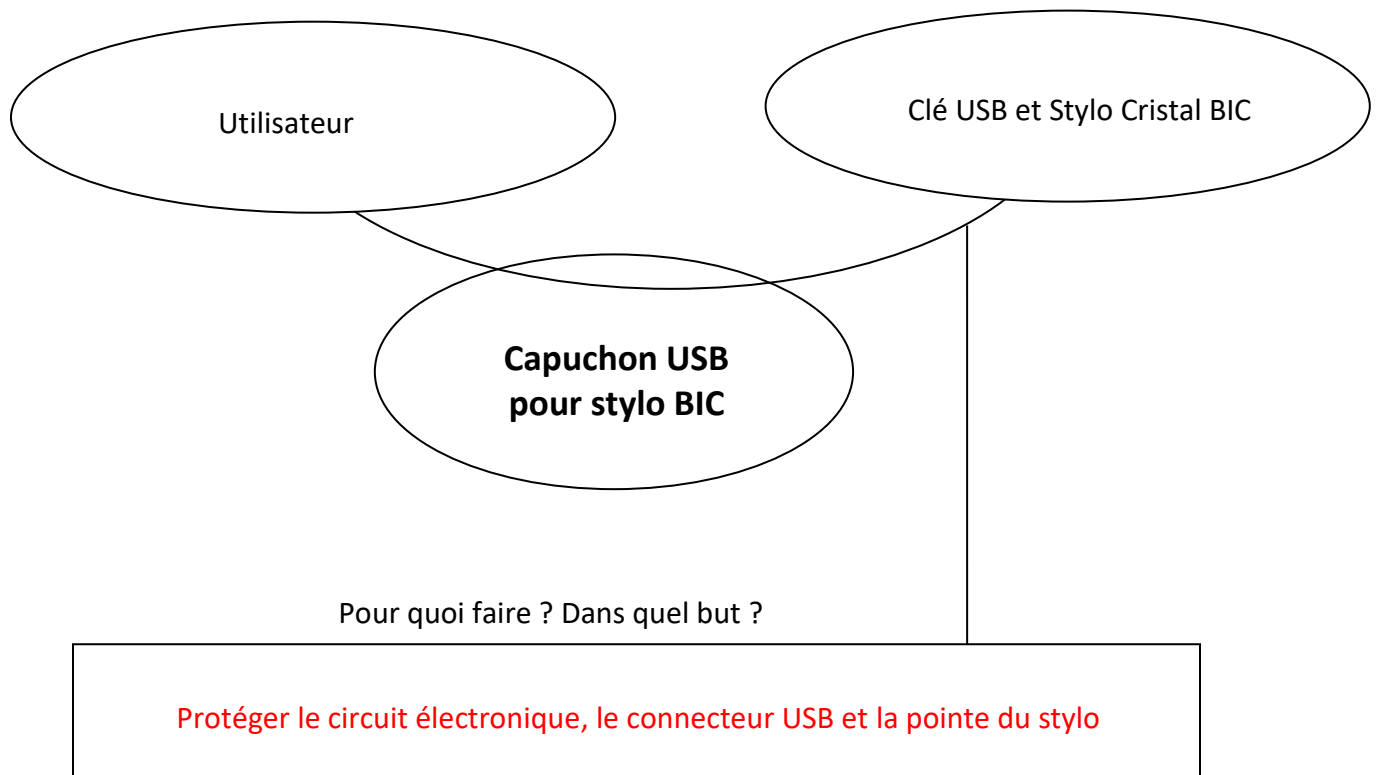 Utilisateur
Clé USB et Stylo Cristal BIC
Capuchon USB
pour stylo BIC
Pour quoi faire ? Dans quel but ?
Protéger le circuit électronique, le connecteur USB et la pointe du stylo